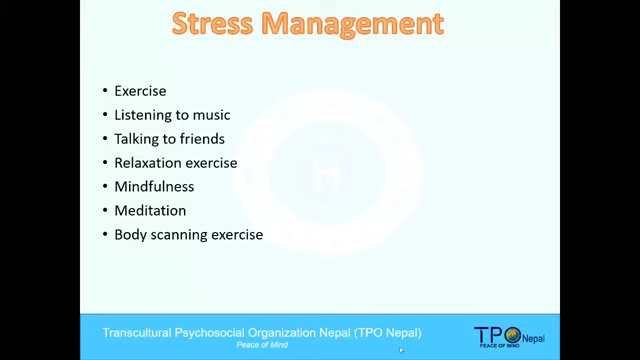 Stress Management
• Exercise
• Listening to music
• Talking to friends
• Relaxation exercise
• Mindfulness
• Meditation
• Body scanning exercise
Transcultural Psychosocial Organization Nepal (TPO Nepal)
Peace of Mind
TPO Nepal
PEACE OF MIND